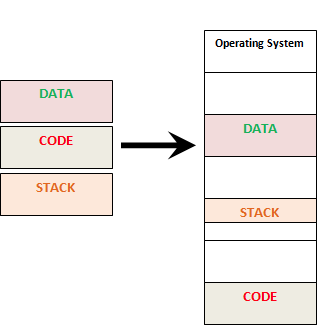 DATA
CODE
STACK
Operating System
DATA
STACK
CODE